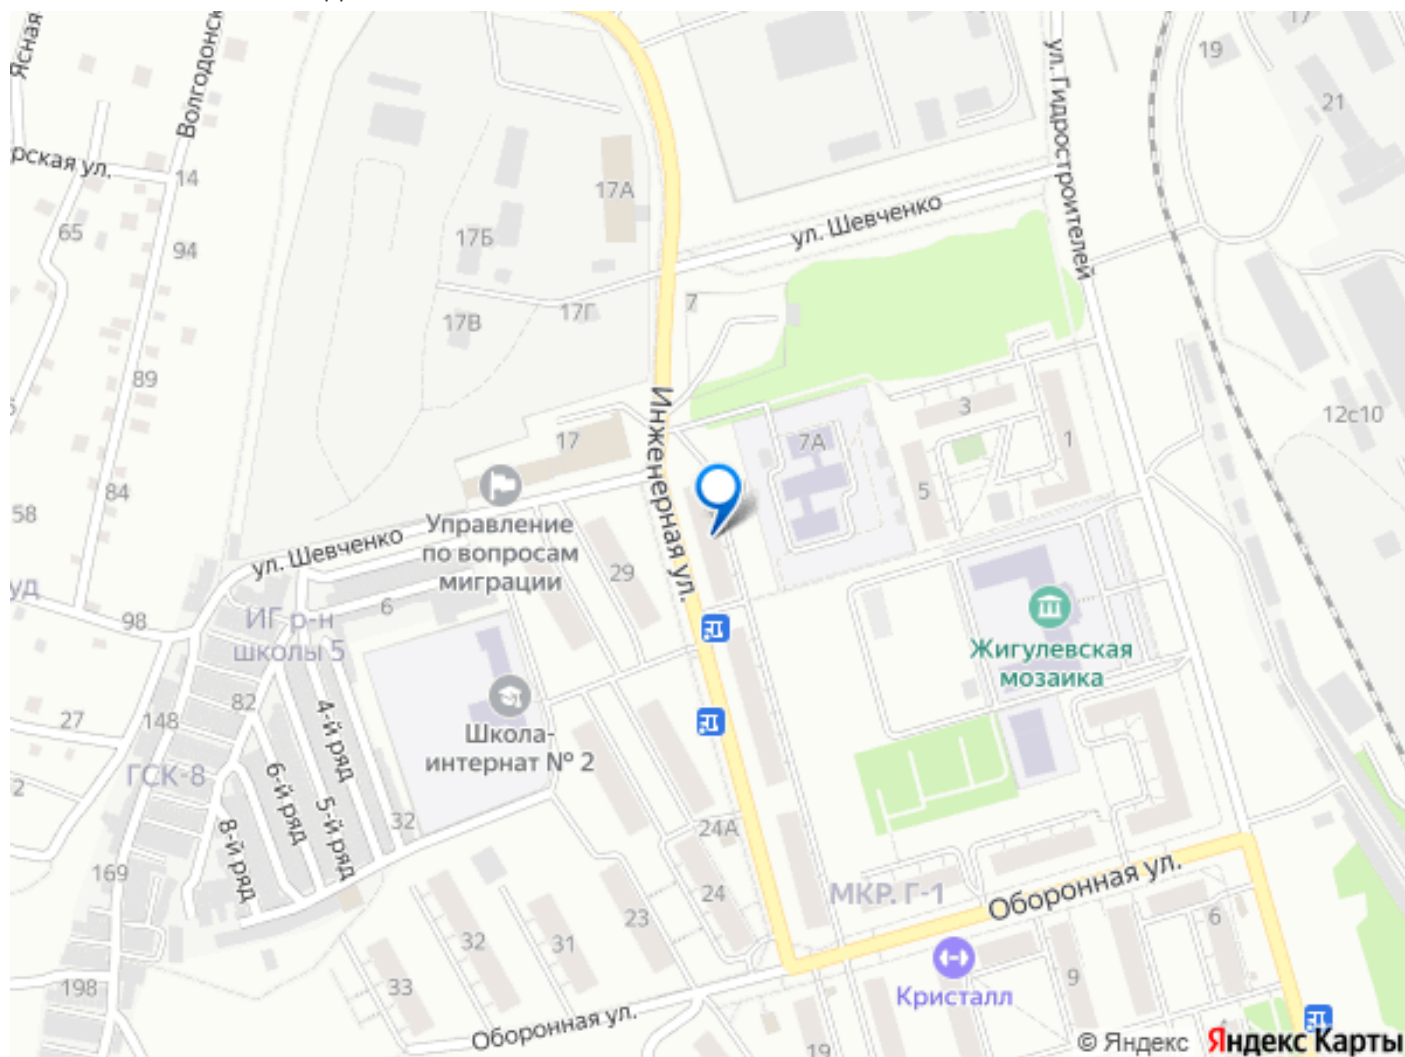 Ясная
Волгодонск
ул. Гидростроителей
17
19
21
рская ул.
14
17А
65
94
17Б
ул. Шевченко
7
17В
17Г
89
Инженерная ул.
3
12с10
17
7А
1
84
5
58
Управление
по вопросам
миграции
ул. Шевченко
29
УД
6
98
ИГ р-н
школы 5
Жигулевская
мозаика
82
27
148
4-й ряд
Школа-
интернат № 2
ГСК-8
2
6-й ряд
5-й ряд
8-й ряд
32
24А
169
24
МКР. Г-1
Оборонная ул.
23
6
32
31
33
9
198
Кристалл
Оборонная ул.
19
© Яндекс Яндекс Карты